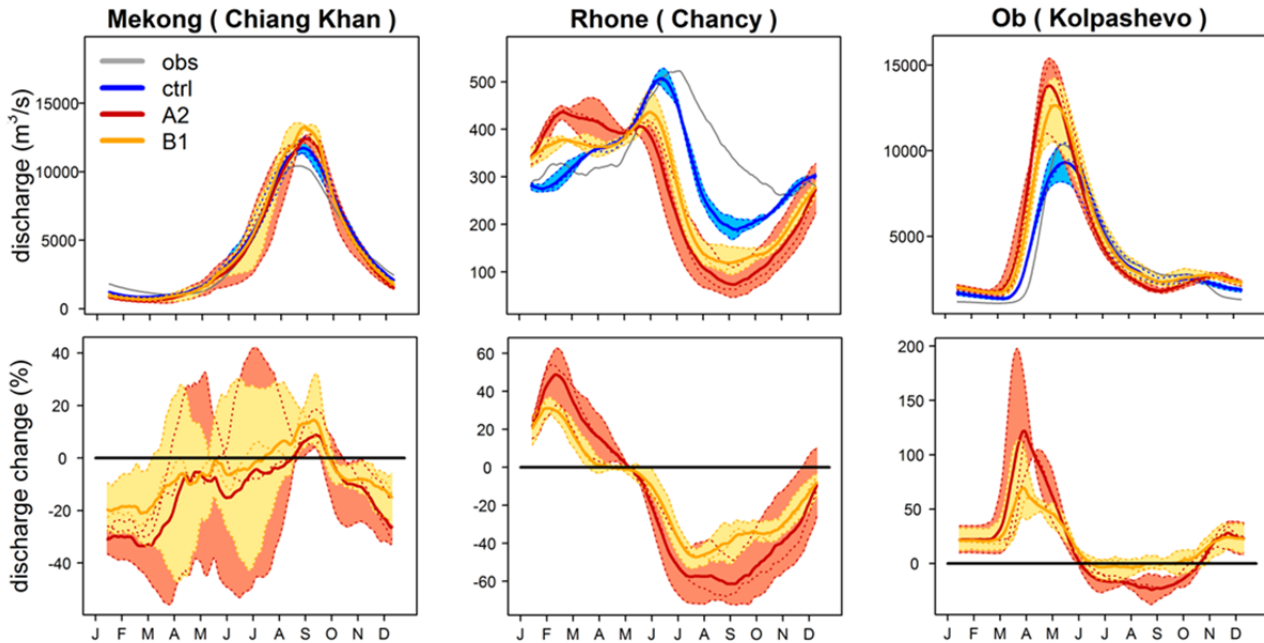 Mekong ( Chiang Khan )
Rhone ( Chancy )
Ob ( Kolpashevo )
discharge (m³/s)
15000
10000
5000
0
obs
ctrl
A2
B1
J F M A M J J A S O N D
500
400
300
200
100
J F M A M J J A S O N D
15000
10000
5000
J F M A M J J A S O N D
discharge change (%)
40
20
0
-20
-40
J F M A M J J A S O N D
60
40
20
0
-20
-40
-60
J F M A M J J A S O N D
200
150
100
50
0
J F M A M J J A S O N D